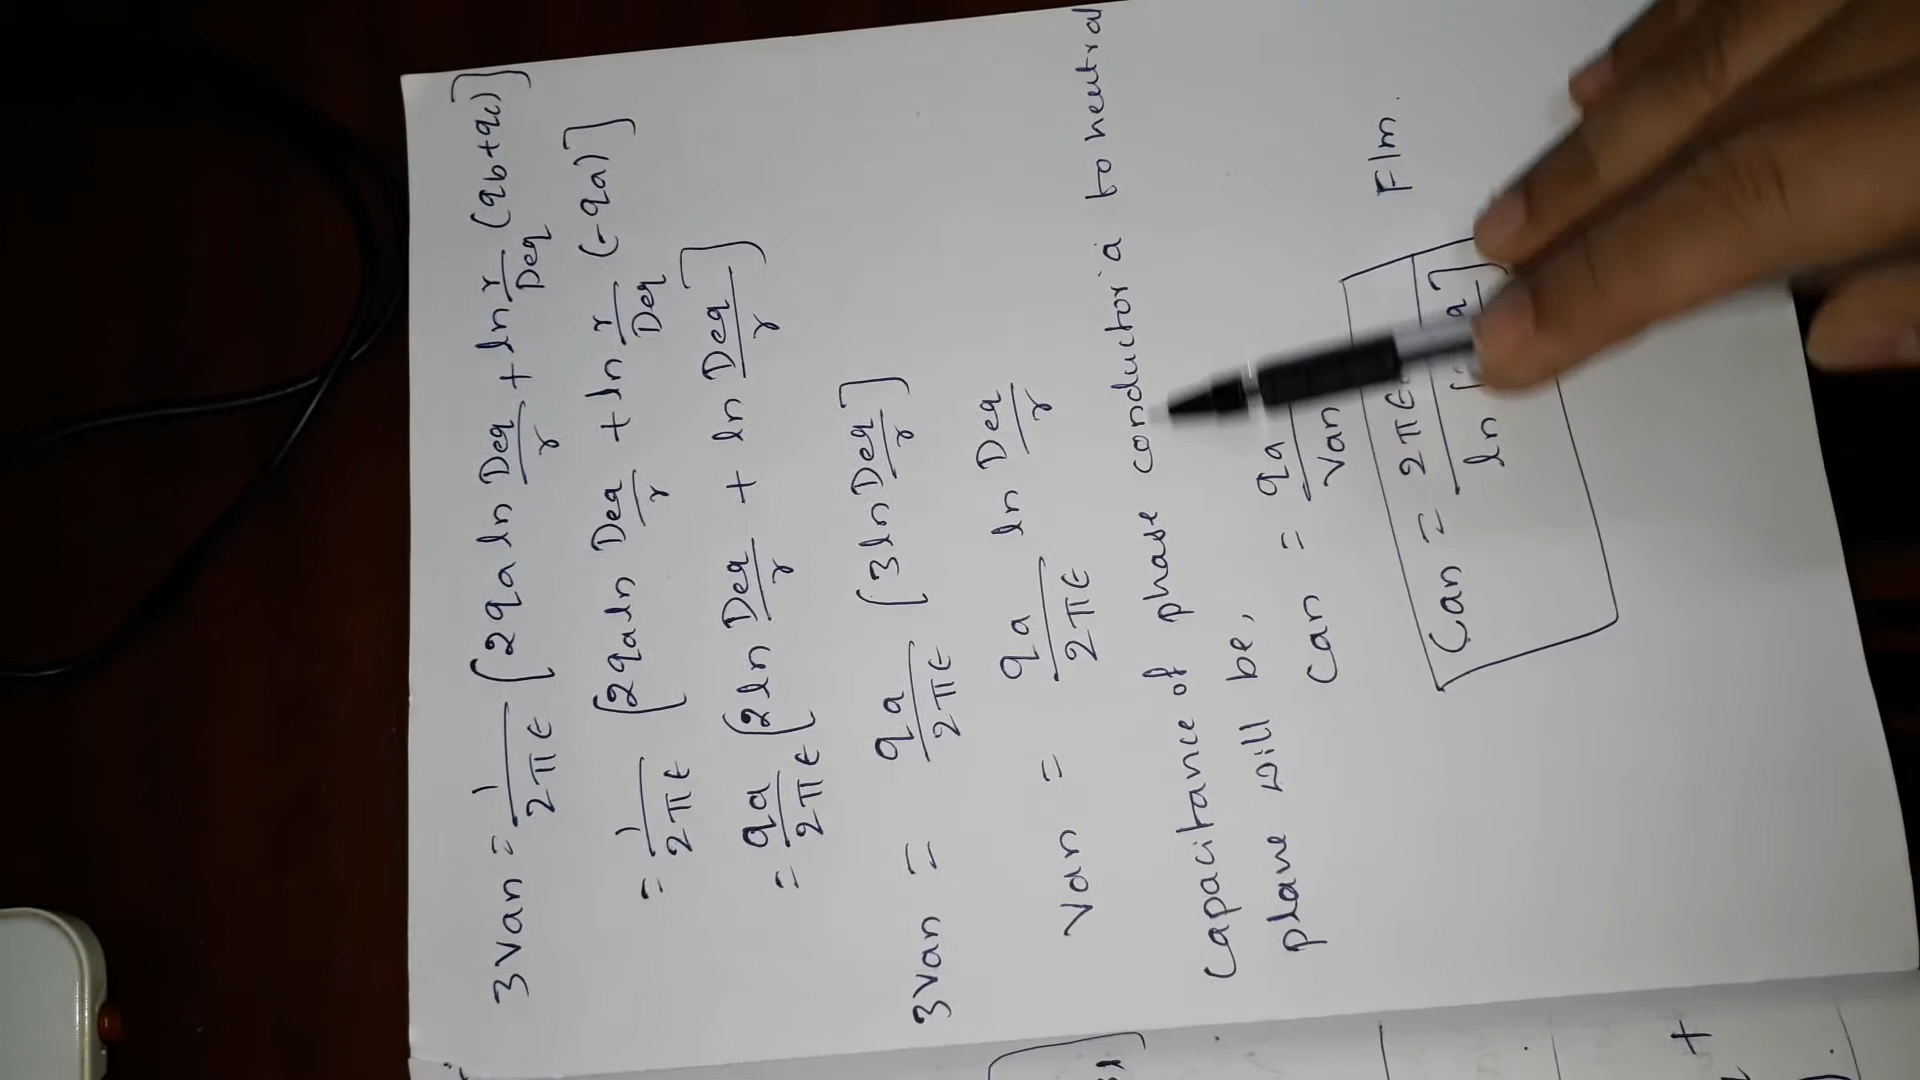 3Van = 1/2πϵ [2qa ln Deq/r + ln r/Deq (qb+qc)]
= 1/2πϵ [2qa ln Deq/r + ln r/Deq (-qa)]
= qa/2πϵ [2 ln Deq/r + ln Deq/r]
3Van = qa/2πϵ [3 ln Deq/r]
Van = qa/2πϵ ln Deq/r
Capacitance of phase conductor a to neutral
plane will be,
Can = qa/Van
Can = 2πϵ / ln [ q ] F/m.